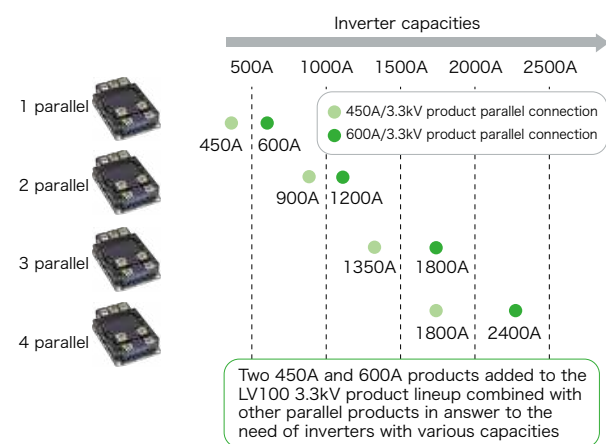 Inverter capacities
500A 1000A 1500A 2000A 2500A
450A/3.3kV product parallel connection
600A/3.3kV product parallel connection
1 parallel
450A 600A
2 parallel
900A 1200A
3 parallel
1350A 1800A
4 parallel
1800A 2400A
Two 450A and 600A products added to the
LV100 3.3kV product lineup combined with
other parallel products in answer to the
need of inverters with various capacities